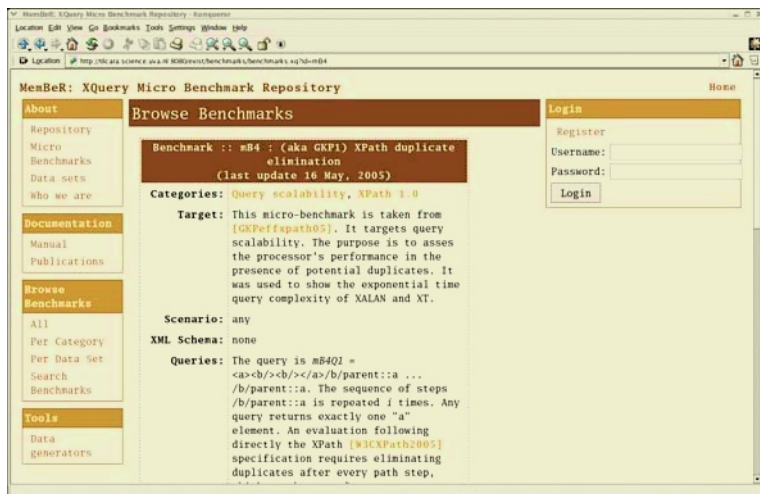 MemBeR: XQuery Micro Benchmark Repository - Konqueror
Location Edit View Go Bookmarks Tools Settings Window Help
Location
MemBeR: XQuery Micro Benchmark Repository
Home
About
Repository
Micro
Benchmarks
Data sets
Who we are
Documentation
Manual
Publications
Browse
Benchmarks
All
Per Category
Per Data Set
Search
Benchmarks
Tools
Data
generators
Browse Benchmarks
Benchmark :: mB4 : (aka GKP1) XPath duplicate
elimination
(last update 16 May, 2005)
Categories: Query scalability, XPath 1.0
Target: This micro-benchmark is taken from
[GKPeffxpath05]. It targets query
scalability. The purpose is to asses
the processor's performance in the
presence of potential duplicates. It
was used to show the exponential time
query complexity of XALAN and XT.
Scenario: any
XML Schema: none
Queries: The query is mB4Q1 =
<a><b/><b/></a>/b/parent::a ...
/b/parent::a. The sequence of steps
/b/parent::a is repeated i times. Any
query returns exactly one "a"
element. An evaluation following
directly the XPath [W3CXPath2005]
specification requires eliminating
duplicates after every path step,
Login
Register
Username:
Password:
Login